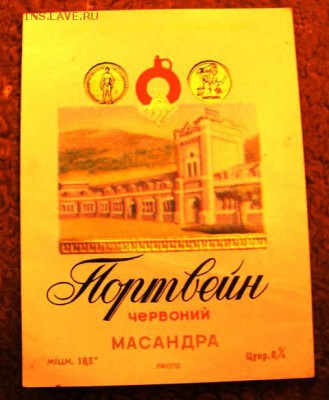 INS.LAVE.RU
Портвейн
ЧЕРВОНИЙ
МАСАНДРА
Міцн. 18,5°
Цукр. 6%